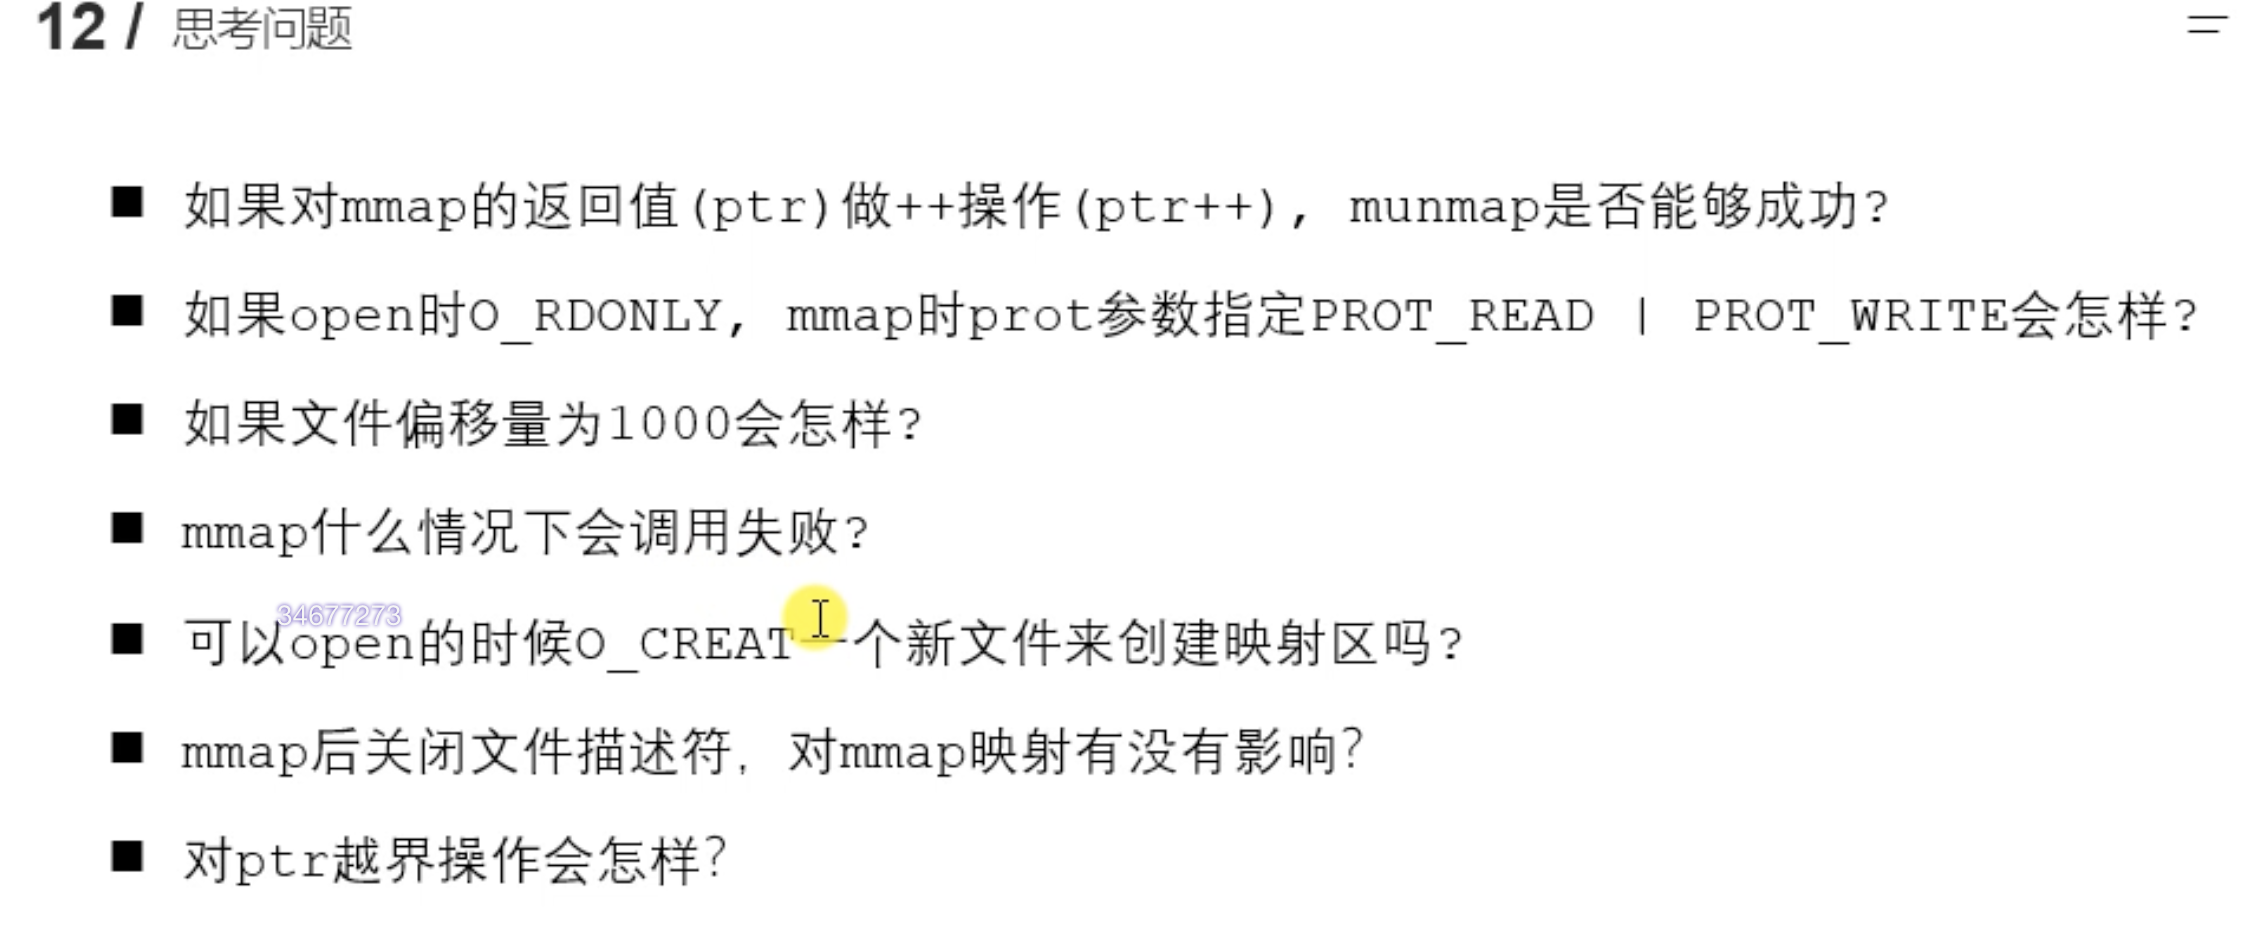 12 / 思考问题
■ 如果对mmap的返回值(ptr)做++操作(ptr++), munmap是否能够成功?
■ 如果open时O_RDONLY, mmap时prot参数指定PROT_READ | PROT_WRITE会怎样?
■ 如果文件偏移量为1000会怎样?
■ mmap什么情况下会调用失败?
34677273
■ 可以open的时候O_CREAT一个新文件来创建映射区吗?
■ mmap后关闭文件描述符，对mmap映射有没有影响？
■ 对ptr越界操作会怎样？